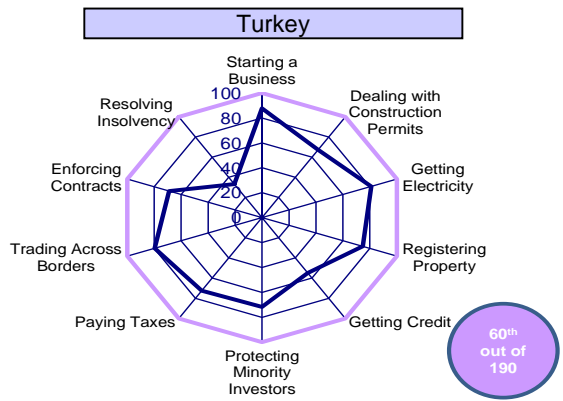 Turkey
Starting a
Business
Dealing with
Construction
Permits
Getting
Electricity
Registering
Property
Getting Credit
Protecting
Minority
Investors
Paying Taxes
Trading Across
Borders
Enforcing
Contracts
Resolving
Insolvency
100
80
60
40
20
0
60th
out of
190